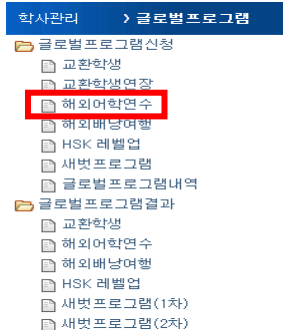 학사관리 > 글로벌프로그램
글로벌프로그램신청
교환학생
교환학생연장
해외어학연수
해외배낭여행
HSK 레벨업
새벗프로그램
글로벌프로그램내역
글로벌프로그램결과
교환학생
해외어학연수
해외배낭여행
HSK 레벨업
새벗프로그램(1차)
새벗프로그램(2차)